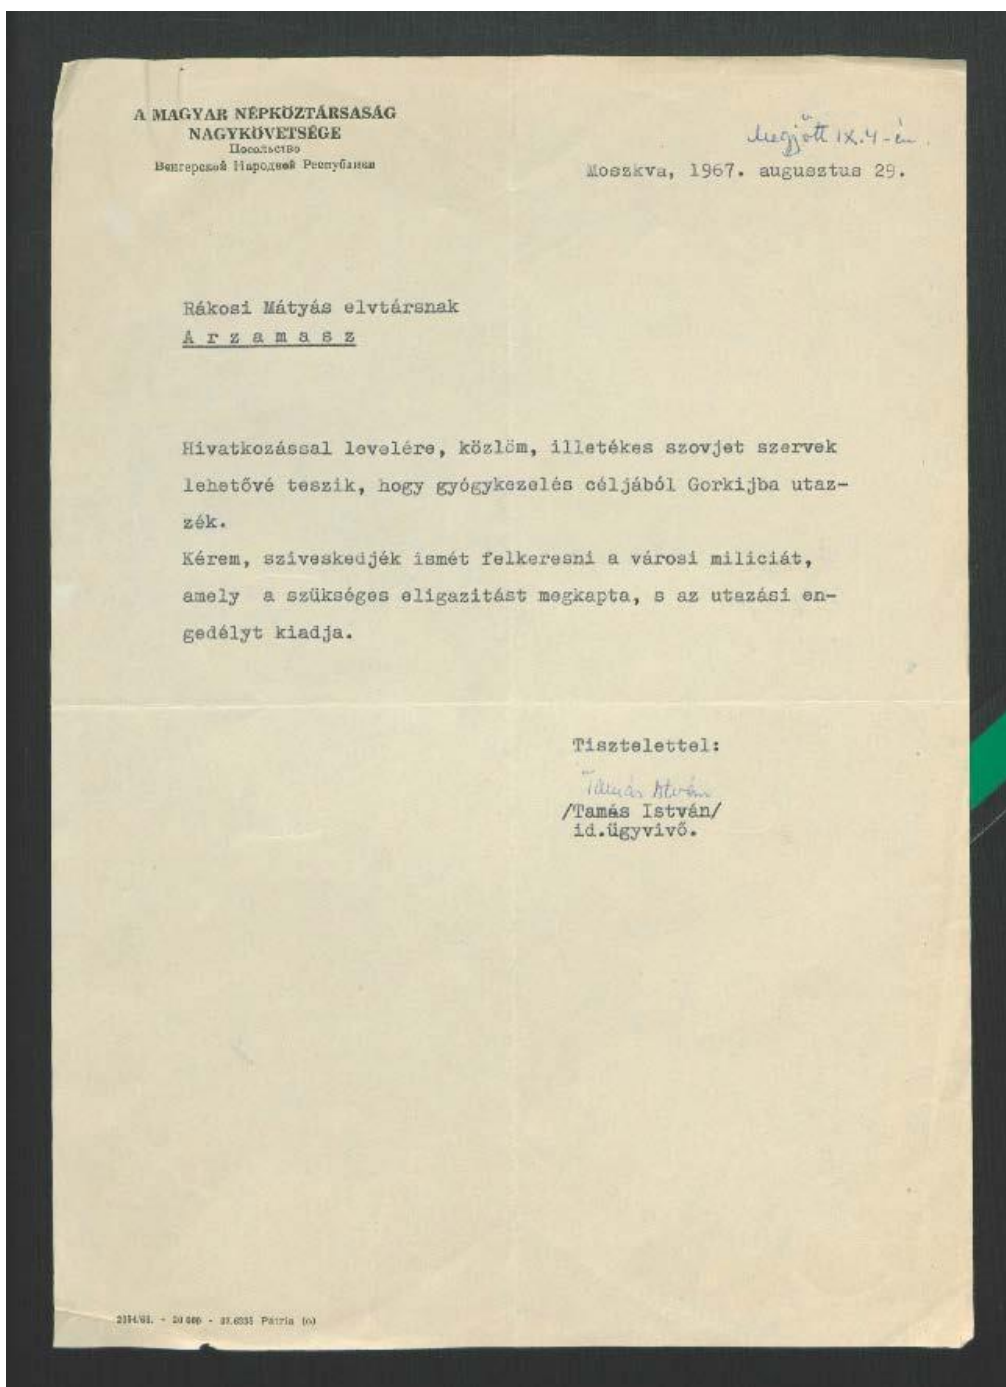 A MAGYAR NÉPKÖZTÁRSASÁG
NAGYKÖVETSÉGE
Посольство
Венгерской Народной Республики
Megjött IX.4-én.
Moszkva, 1967. augusztus 29.
Rákosi Mátyás elvtársnak
A r z a m a s z
Hivatkozással levelére, közlöm, illetékes szovjet szervek
lehetővé teszik, hogy gyógykezelés céljából Gorkijba utaz-
zék.
Kérem, sziveskedjék ismét felkeresni a városi miliciát,
amely a szükséges eligazitást megkapta, s az utazási en-
gedélyt kiadja.
Tisztelettel:
Tamás István
/Tamás István/
id.ügyvivő.
20 000 Pátria